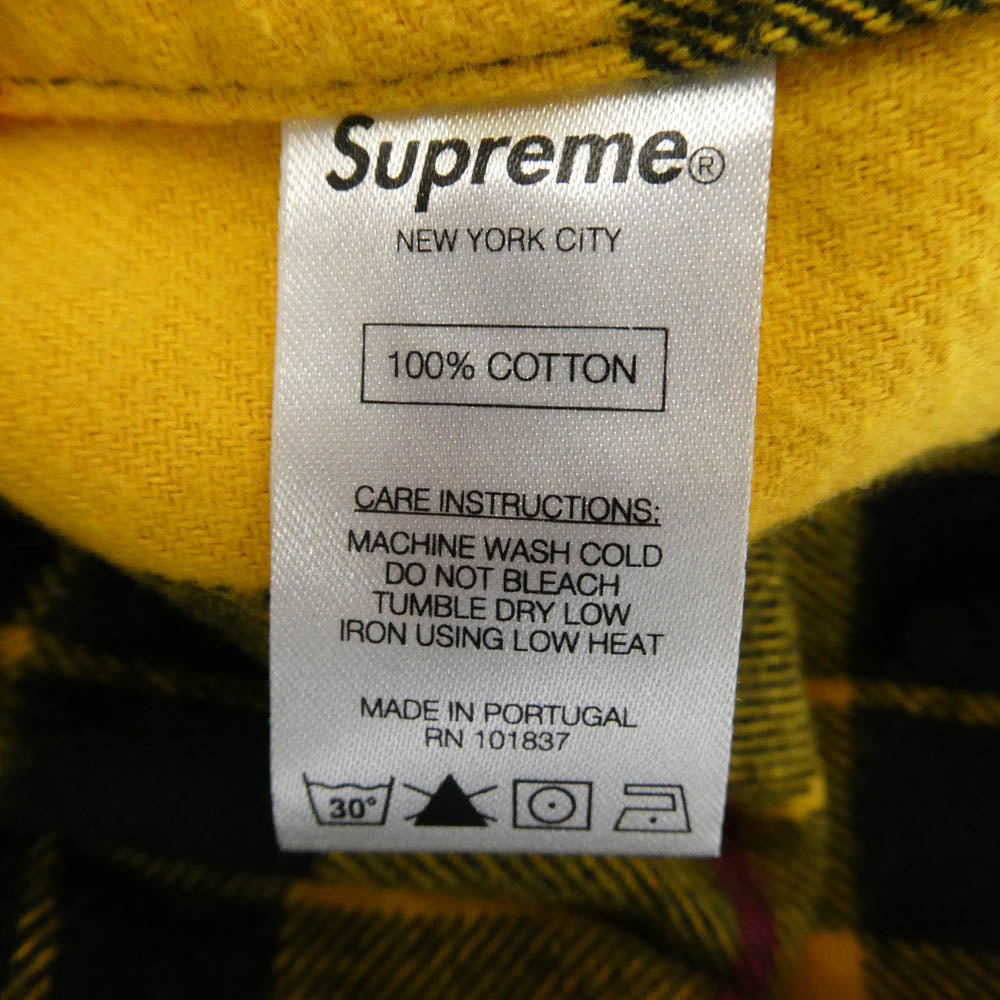 Supreme®
NEW YORK CiTY
100% COTTON
CARE INSTRUCTIONS:
MACHINE WASH COLD
DO NOT BLEACH
TUMBLE DRY LOW
IRON USING LOW HEAT
MADE IN PORTUGAL
RN 101837
30°